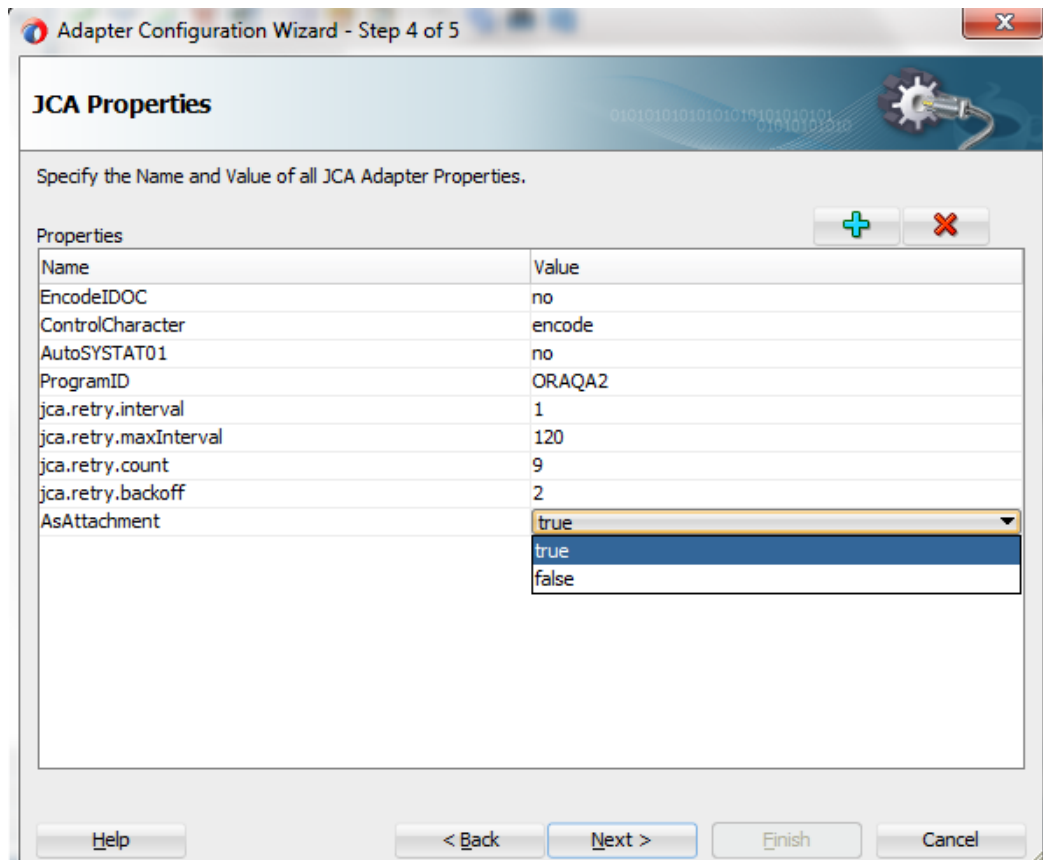 Adapter Configuration Wizard - Step 4 of 5
JCA Properties
Specify the Name and Value of all JCA Adapter Properties.
Properties
Name Value
EncodeIDOC no
ControlCharacter encode
AutoSYSTAT01 no
ProgramID ORAQA2
jca.retry.interval 1
jca.retry.maxInterval 120
jca.retry.count 9
jca.retry.backoff 2
AsAttachment true
true
false
Help < Back Next > Finish Cancel